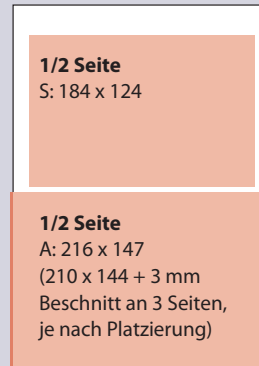 1/2 Seite
S: 184 x 124
1/2 Seite
A: 216 x 147
(210 x 144 + 3 mm
Beschnitt an 3 Seiten,
je nach Platzierung)